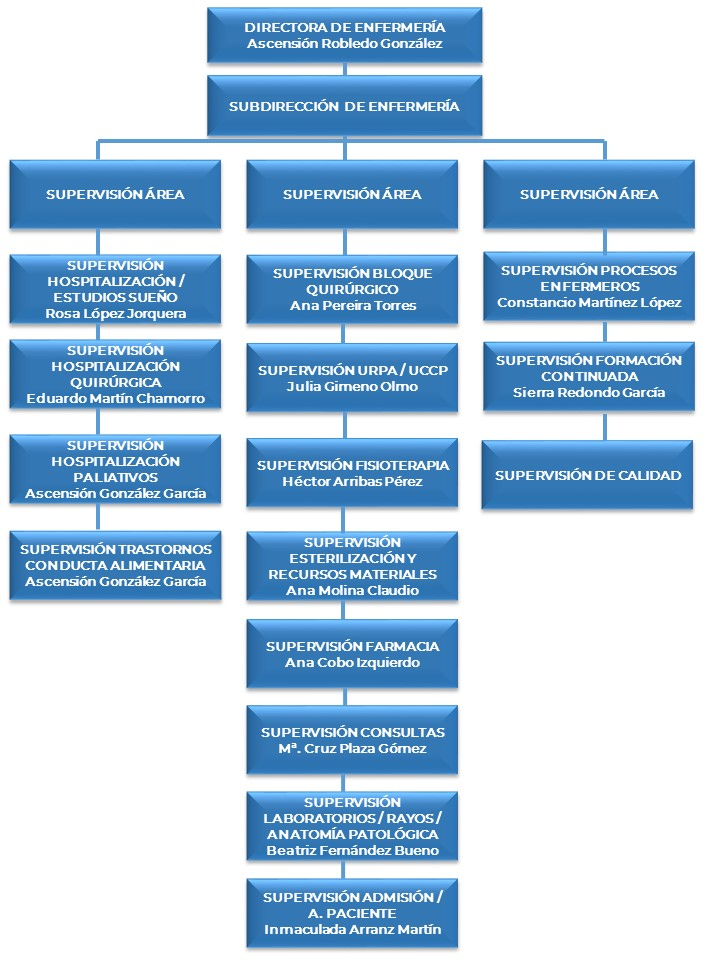 DIRECTORA DE ENFERMERÍA
Ascensión Robledo González
SUBDIRECCIÓN DE ENFERMERÍA
SUPERVISIÓN ÁREA
SUPERVISIÓN
HOSPITALIZACIÓN /
ESTUDIOS SUEÑO
Rosa López Jorquera
SUPERVISIÓN
HOSPITALIZACIÓN
QUIRÚRGICA
Eduardo Martín Chamorro
SUPERVISIÓN
HOSPITALIZACIÓN
PALIATIVOS
Ascensión González García
SUPERVISIÓN TRASTORNOS
CONDUCTA ALIMENTARIA
Ascensión González García
SUPERVISIÓN ÁREA
SUPERVISIÓN BLOQUE
QUIRÚRGICO
Ana Pereira Torres
SUPERVISIÓN URPA / UCCP
Julia Gimeno Olmo
SUPERVISIÓN FISIOTERAPIA
Héctor Arribas Pérez
SUPERVISIÓN
ESTERILIZACIÓN Y
RECURSOS MATERIALES
Ana Molina Claudio
SUPERVISIÓN FARMACIA
Ana Cobo Izquierdo
SUPERVISIÓN CONSULTAS
Mª. Cruz Plaza Gómez
SUPERVISIÓN
LABORATORIOS / RAYOS /
ANATOMÍA PATOLÓGICA
Beatriz Fernández Bueno
SUPERVISIÓN ADMISIÓN /
A. PACIENTE
Inmaculada Arranz Martín
SUPERVISIÓN ÁREA
SUPERVISIÓN PROCESOS
ENFERMEROS
Constancio Martínez López
SUPERVISIÓN FORMACIÓN
CONTINUADA
Sierra Redondo García
SUPERVISIÓN DE CALIDAD